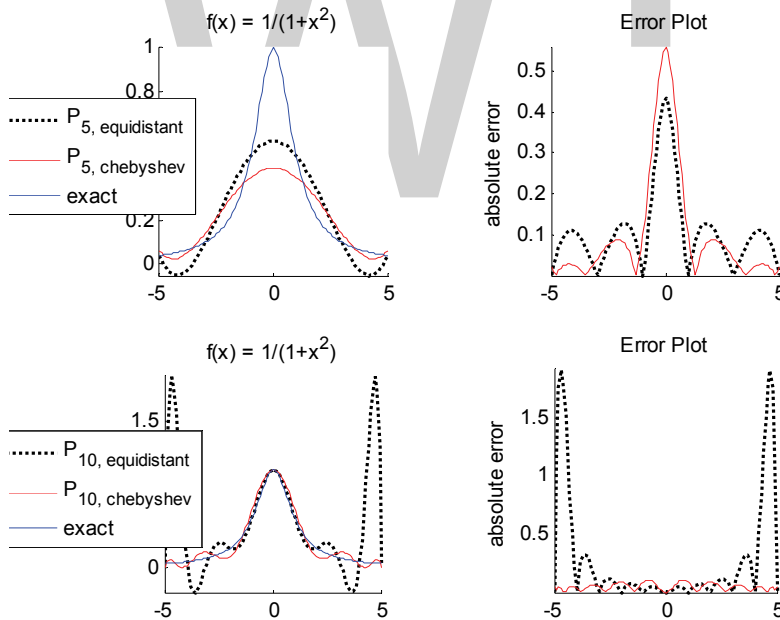 f(x) = 1/(1+x²)
1
0.8
P5, equidistant
P5, chebyshev
exact
0.2
0
-5 0 5
Error Plot
absolute error
0.5
0.4
0.3
0.2
0.1
-5 0 5
f(x) = 1/(1+x²)
1.5
P10, equidistant
P10, chebyshev
exact
0
-5 0 5
Error Plot
absolute error
1.5
1
0.5
-5 0 5